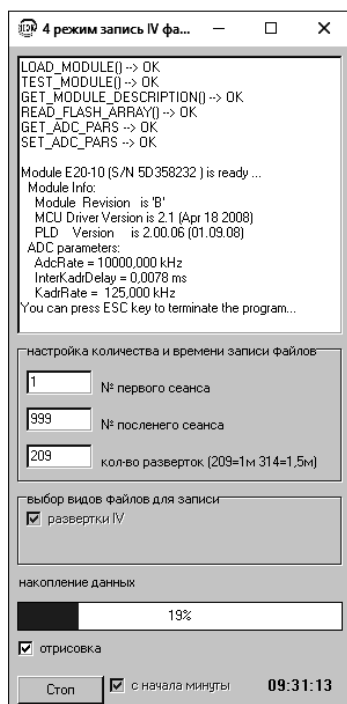 4 режим запись IV фа...
LOAD_MODULE() --> OK
TEST_MODULE() --> OK
GET_MODULE_DESCRIPTION() --> OK
READ_FLASH_ARRAY() --> OK
GET_ADC_PARS --> OK
SET_ADC_PARS --> OK
Module E20-10 (S/N 5D358232 ) is ready ...
Module Info:
Module Revision is 'B'
MCU Driver Version is 2.1 (Apr 18 2008)
PLD Version is 2.00.06 (01.09.08)
ADC parameters:
AdcRate = 10000,000 kHz
InterKadrDelay = 0,0078 ms
KadrRate = 125,000 kHz
You can press ESC key to terminate the program...
настройка количества и времени записи файлов
1 № первого сеанса
999 № посленего сеанса
209 кол-во разверток (209=1м 314=1,5м)
выбор видов файлов для записи
развертки IV
накопление данных
19%
отрисовка
Стоп с начала минуты 09:31:13